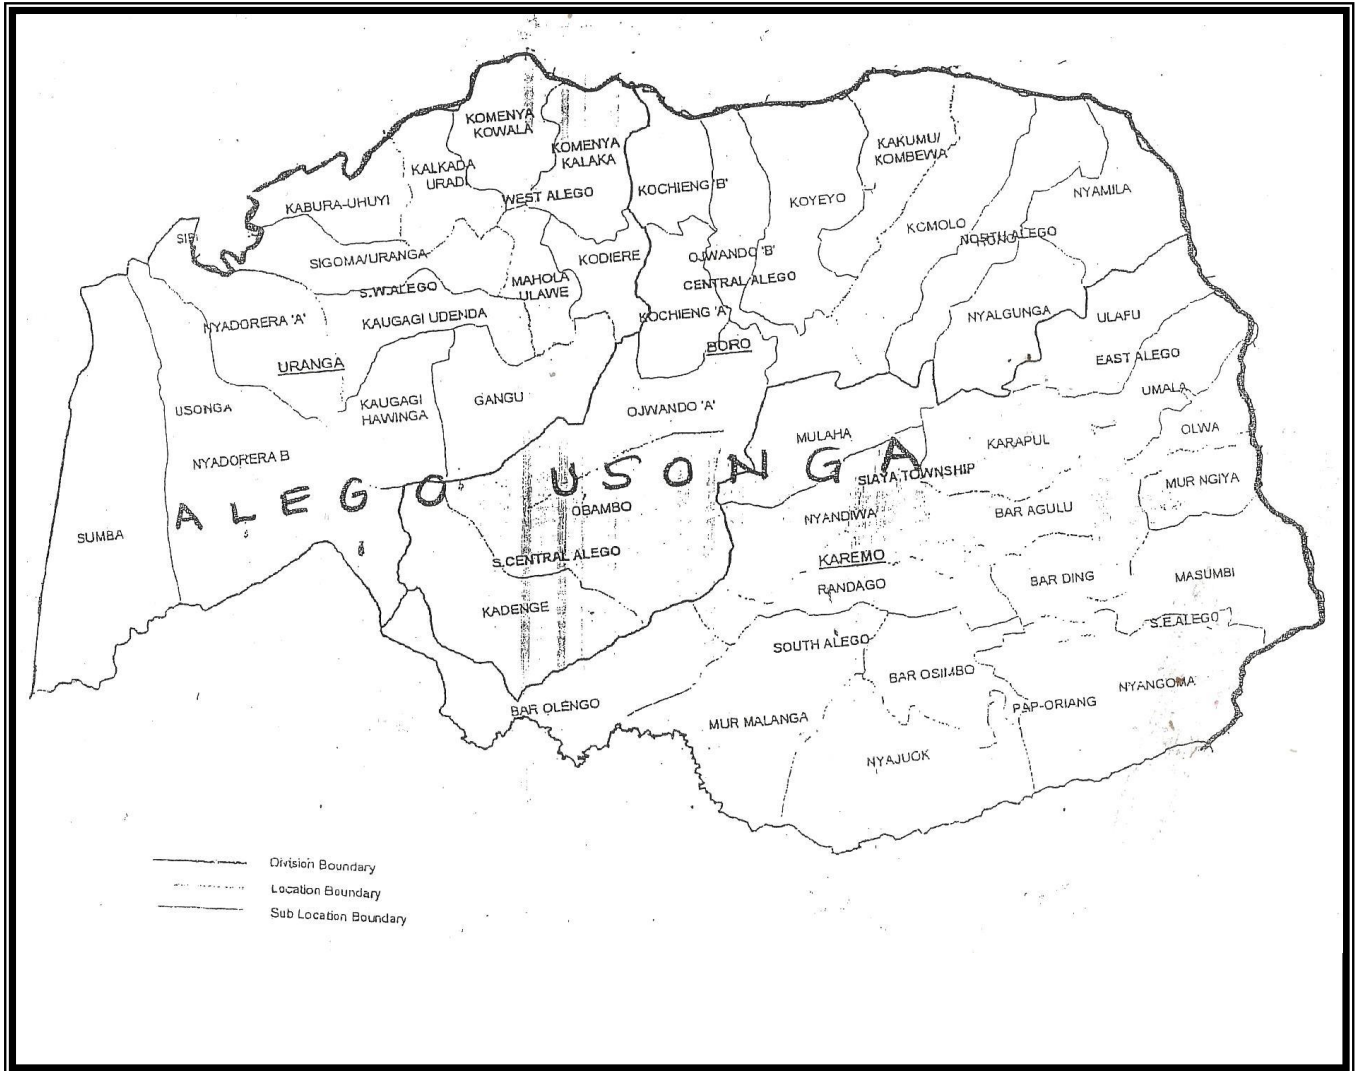 KOMENYA
KOWALA
KOMENYA
KALAKA
KAKUMU/
KOMBEWA
KALKADA
URADI
WEST ALEGO
KOCHIENG 'B'
KOYEYO
NYAMILA
KABURA-UHUYI
KOMOLO
NORTH ALEGO
SIGOMA/URANGA
KODIERE
OJWANDO 'B'
CENTRAL ALEGO
MAHOLA
ULAWE
S.W.ALEGO
NYADORERA 'A'
KAUGAGI UDENDA
KOCHIENG 'A'
NYALGUNGA
ULAFU
BORO
EAST ALEGO
URANGA
UMALA
USONGA
KAUGAGI
HAWINGA
GANGU
OJWANDO 'A'
MULAHA
KARAPUL
OLWA
NYADORERA B
ALEGO USONGA
SIAYA TOWNSHIP
MUR NGIYA
SUMBA
OBAMBO
NYANDIWA
BAR AGULU
S.CENTRAL ALEGO
KAREMO
RANDAGO
BAR DING
MASUMBI
KADENGE
S.E.ALEGO
SOUTH ALEGO
BAR OSIMBO
NYANGOMA
BAR OLENGO
MUR MALANGA
PAP-ORIANG
NYAJUOK
Division Boundary
Location Boundary
Sub Location Boundary